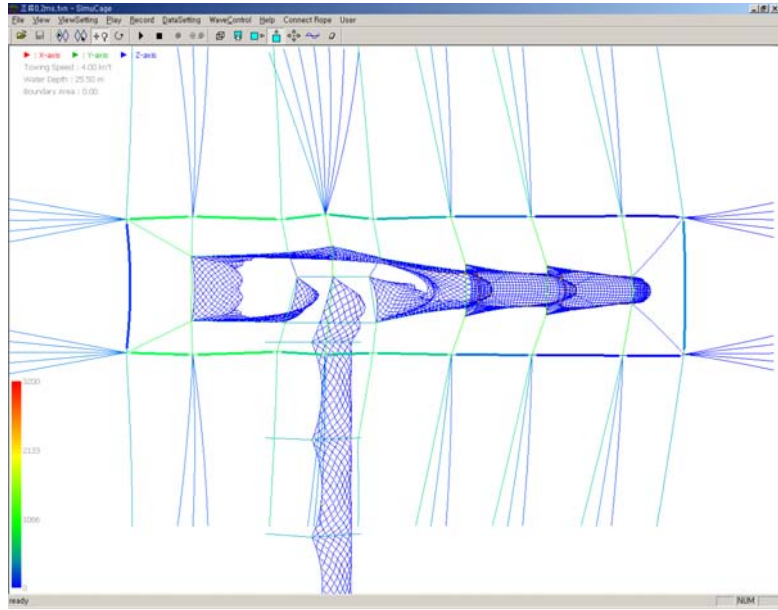 File View ViewSetting Play Record DataSetting WaveControl Help Connect Rope User
▶ : X-axis ▶ : Y-axis ▶ : Z-axis
Towing Speed : 4.00 kn't
Water Depth : 25.50 m
Boundary Area : 0.00
3200
2133
1066
0
ready
NUM